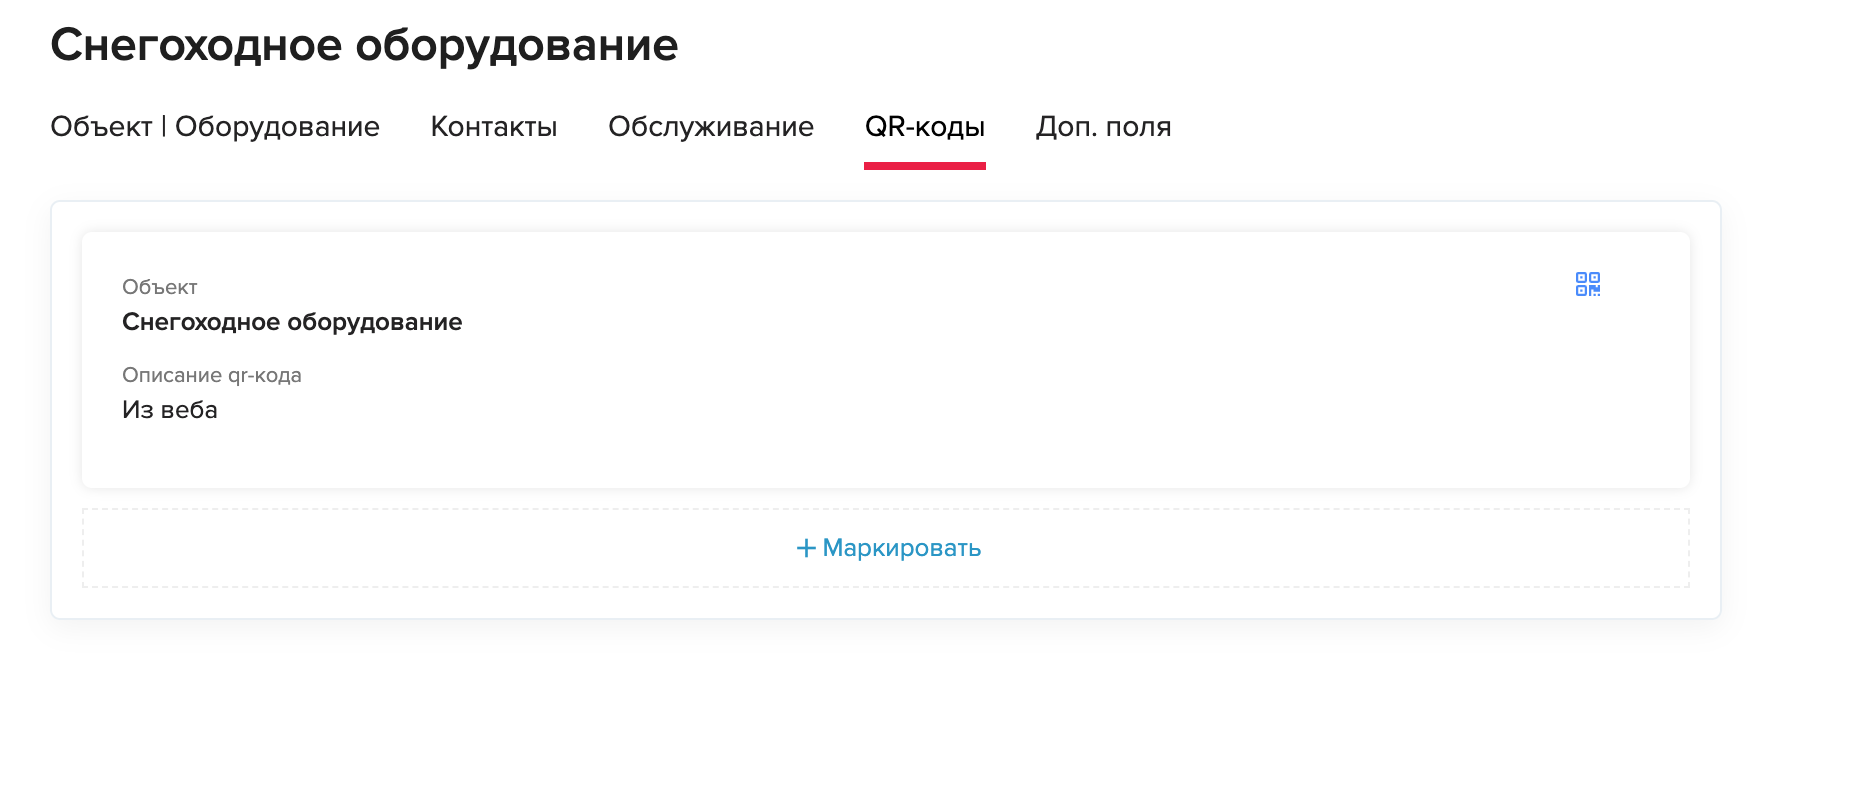 Снегоходное оборудование
Объект | Оборудование Контакты Обслуживание QR-коды Доп. поля
Объект
Снегоходное оборудование
Описание qr-кода
Из веба
+ Маркировать